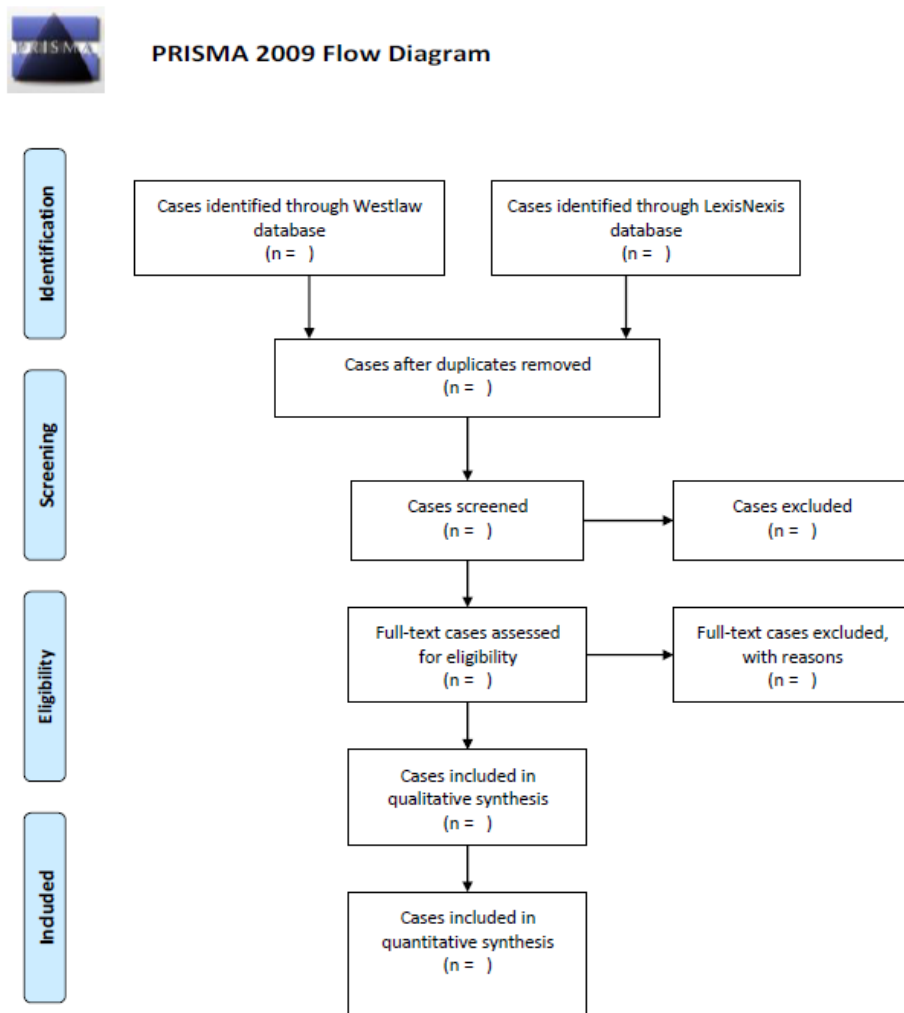 PRISMA
PRISMA 2009 Flow Diagram
Identification
Cases identified through Westlaw
database
(n =   )
Cases identified through LexisNexis
database
(n =   )
Cases after duplicates removed
(n =   )
Screening
Cases screened
(n =   )
Cases excluded
(n =   )
Eligibility
Full-text cases assessed
for eligibility
(n =   )
Full-text cases excluded,
with reasons
(n =   )
Cases included in
qualitative synthesis
(n =   )
Included
Cases included in
quantitative synthesis
(n =   )